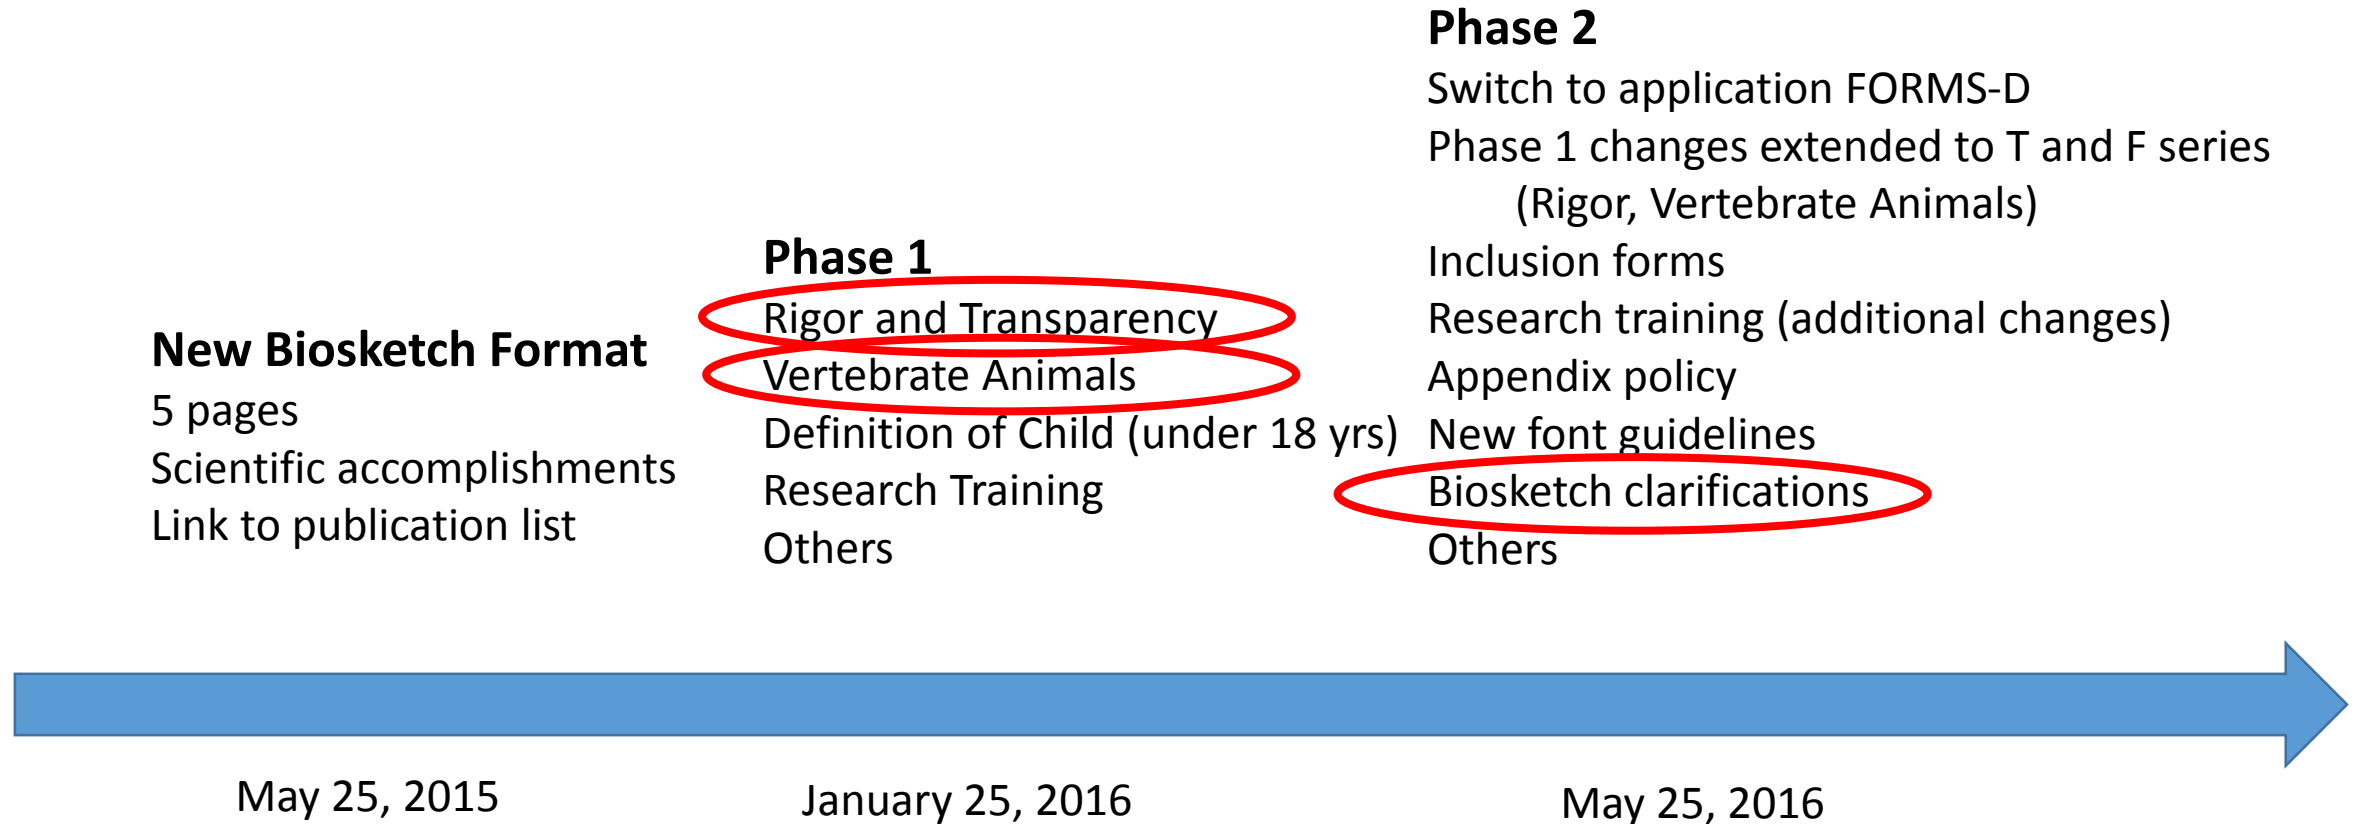 New Biosketch Format
5 pages
Scientific accomplishments
Link to publication list
Phase 1
Rigor and Transparency
Vertebrate Animals
Definition of Child (under 18 yrs)
Research Training
Others
Phase 2
Switch to application FORMS-D
Phase 1 changes extended to T and F series
(Rigor, Vertebrate Animals)
Inclusion forms
Research training (additional changes)
Appendix policy
New font guidelines
Biosketch clarifications
Others
May 25, 2015
January 25, 2016
May 25, 2016